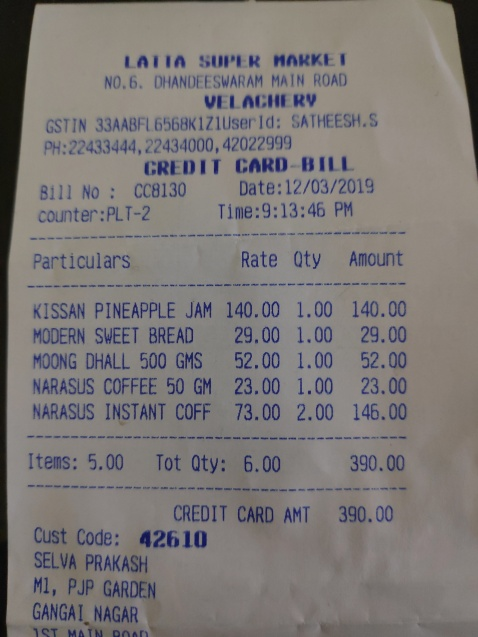 LATIA SUPER MARKET
NO.6. DHANDEESWARAM MAIN ROAD
VELACHERY
GSTIN 33AABFL6568K1Z1UserId: SATHEESH.S
PH:22433444,22434000,42022999
CREDIT CARD-BILL
Bill No : CC8130 Date:12/03/2019
counter:PLT-2 Time:9:13:46 PM
Particulars Rate Qty Amount
KISSAN PINEAPPLE JAM 140.00 1.00 140.00
MODERN SWEET BREAD 29.00 1.00 29.00
MOONG DHALL 500 GMS 52.00 1.00 52.00
NARASUS COFFEE 50 GM 23.00 1.00 23.00
NARASUS INSTANT COFF 73.00 2.00 146.00
Items: 5.00 Tot Qty: 6.00 390.00
CREDIT CARD AMT 390.00
Cust Code: 42610
SELVA PRAKASH
M1, PJP GARDEN
GANGAI NAGAR
1ST MAIN ROAD